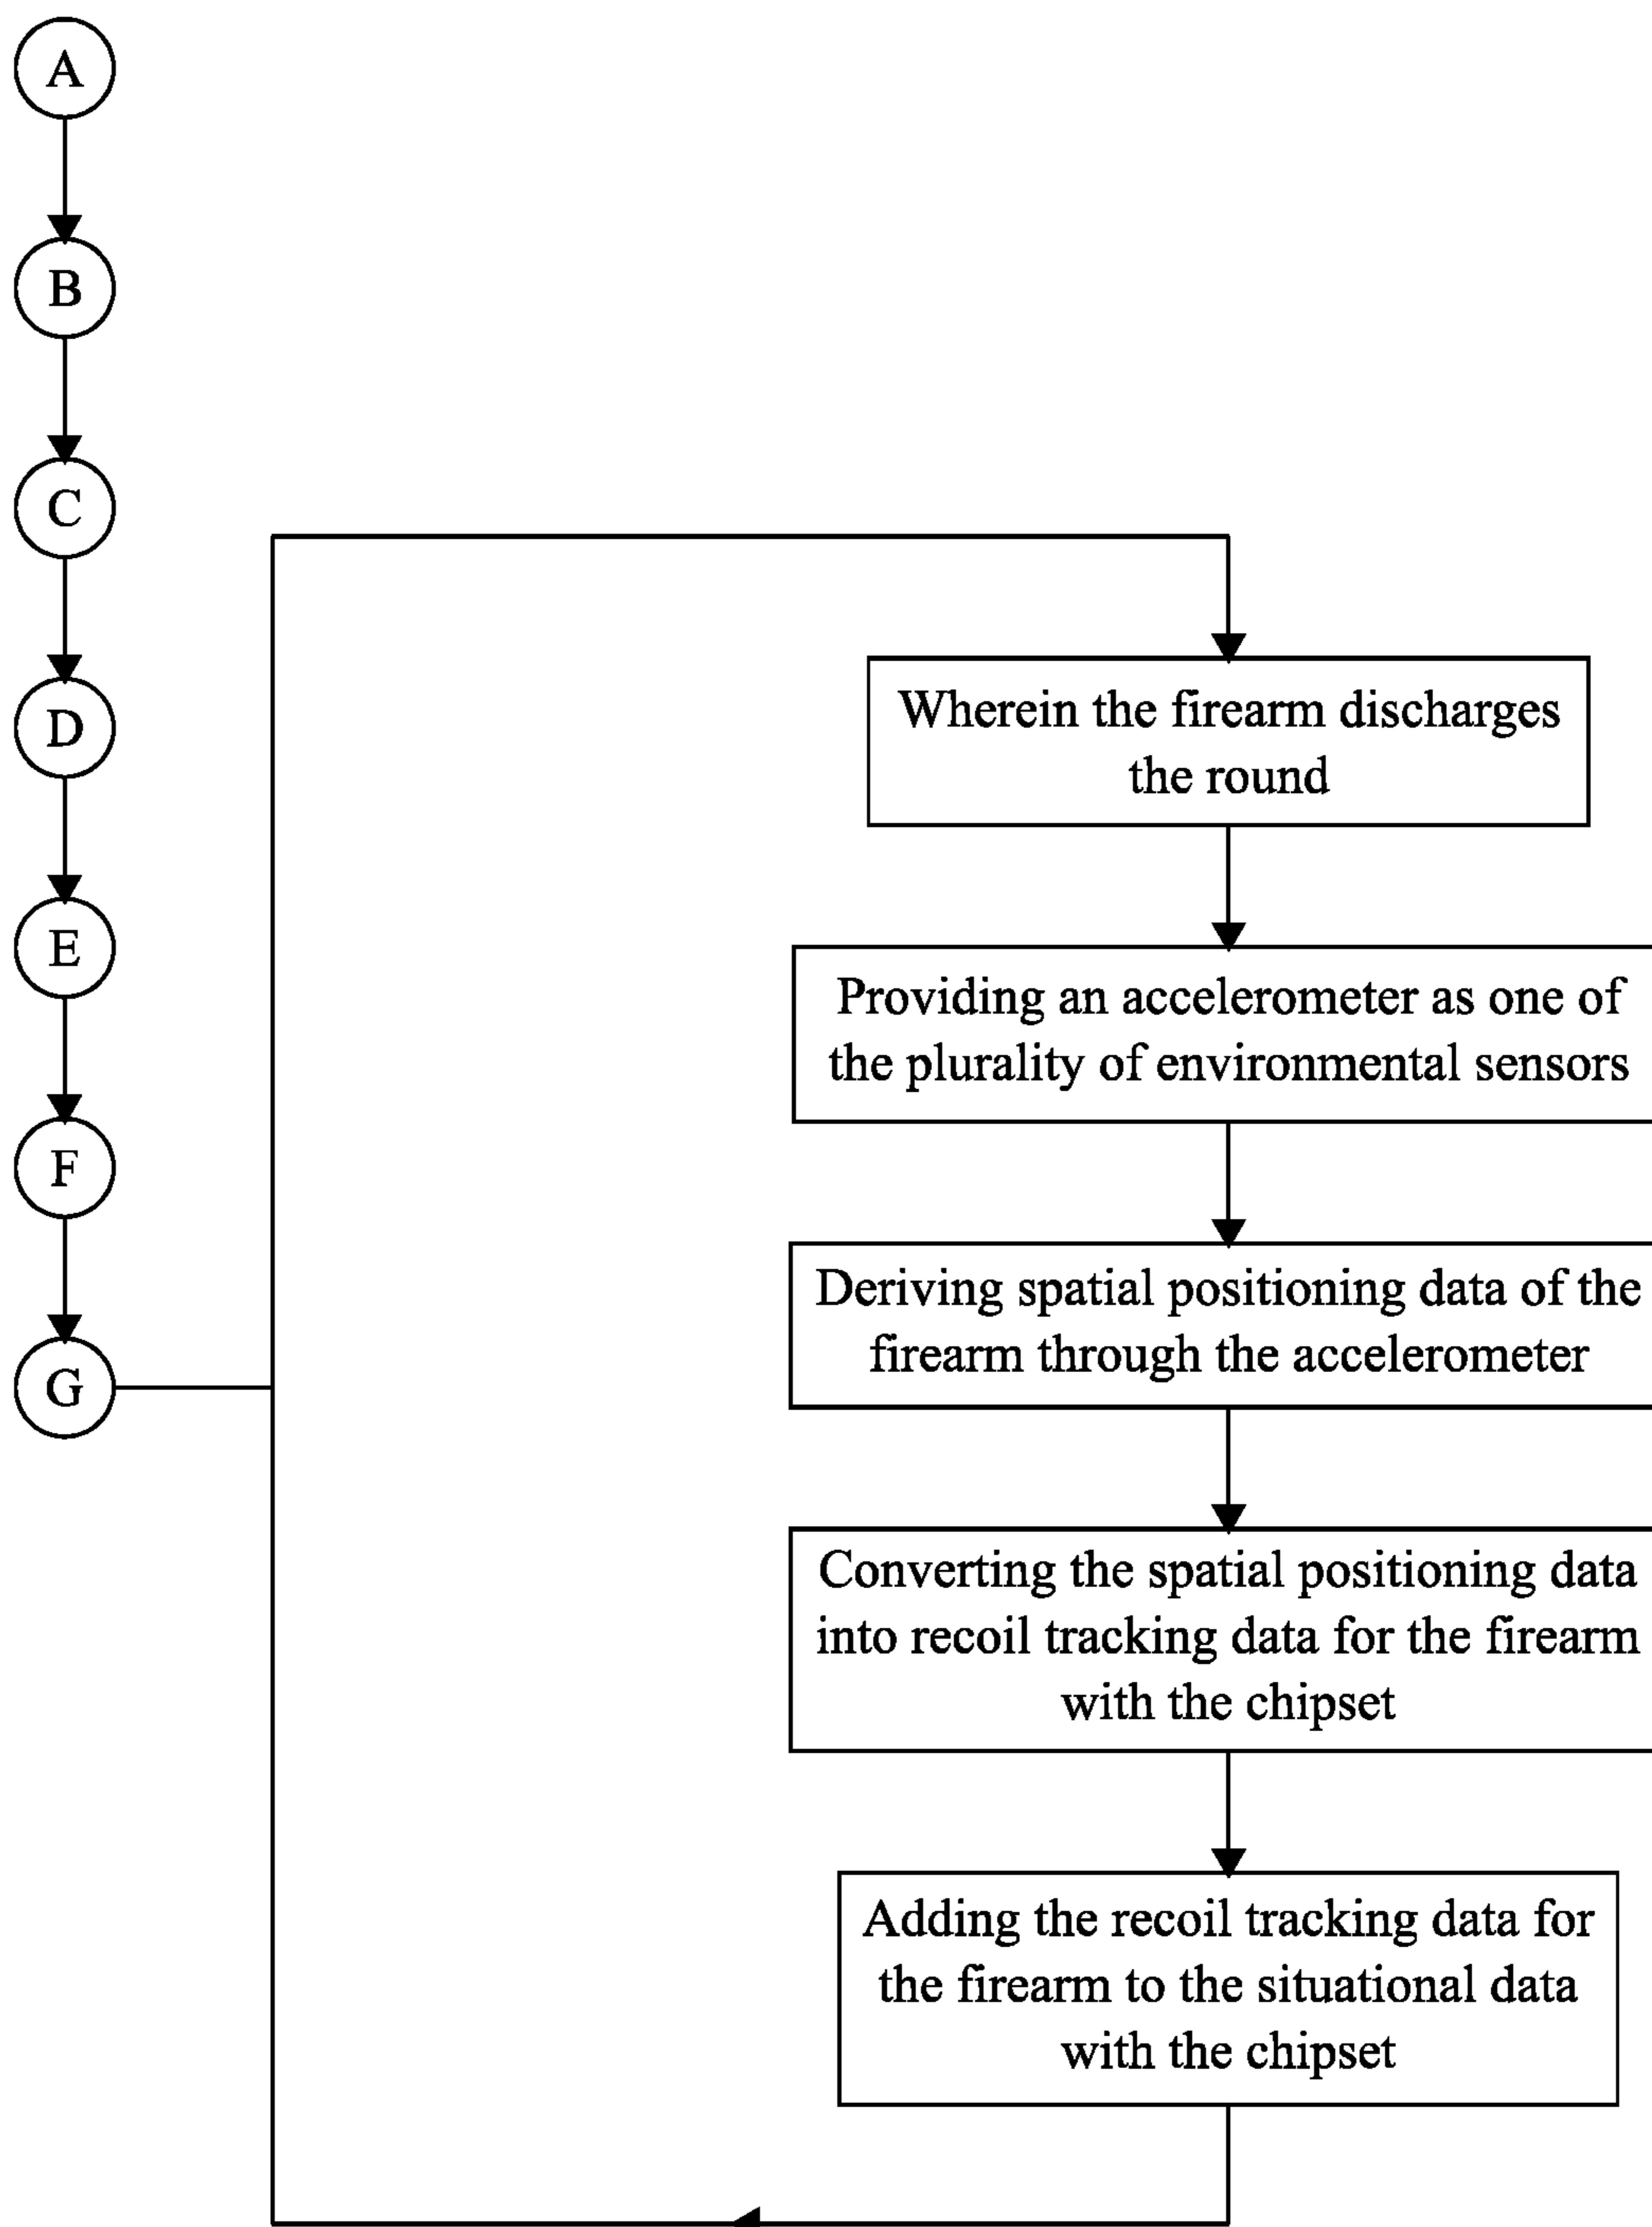 A
B
C
D
E
F
G
Wherein the firearm discharges
the round
Providing an accelerometer as one of
the plurality of environmental sensors
Deriving spatial positioning data of the
firearm through the accelerometer
Converting the spatial positioning data
into recoil tracking data for the firearm
with the chipset
Adding the recoil tracking data for
the firearm to the situational data
with the chipset